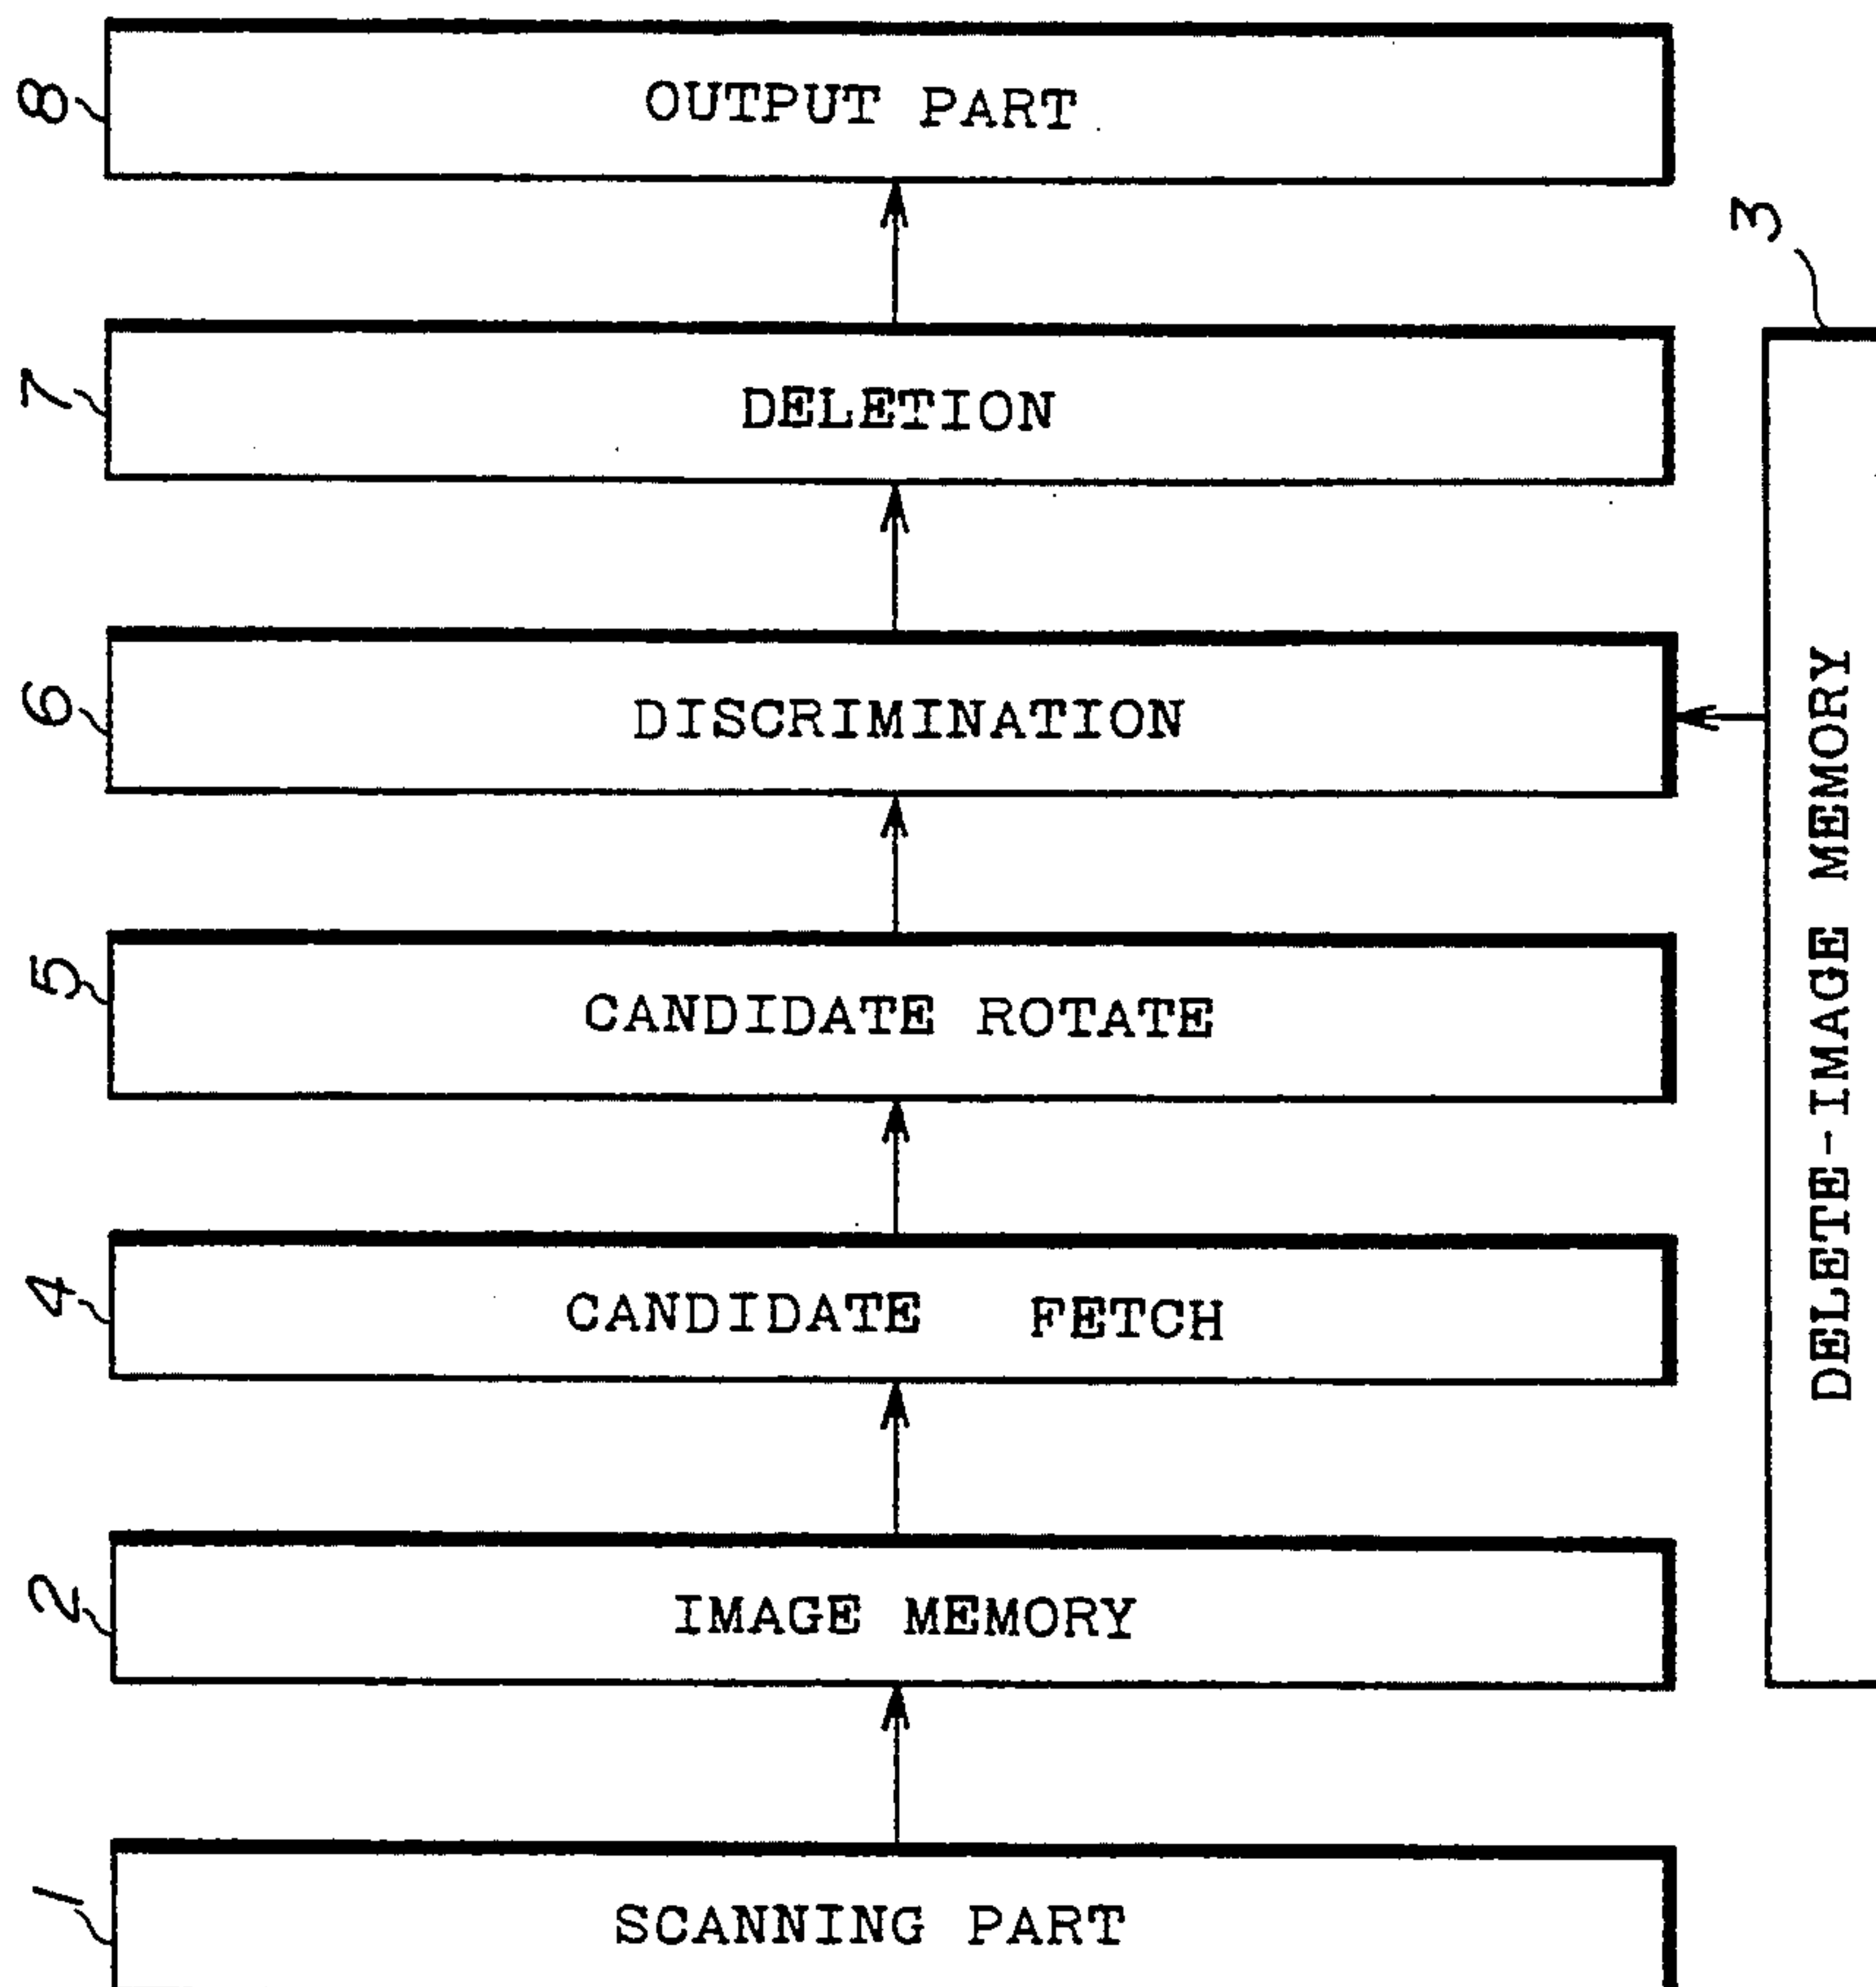 8
OUTPUT PART
3
7
DELETION
6
DISCRIMINATION
DELETE-IMAGE MEMORY
5
CANDIDATE ROTATE
4
CANDIDATE FETCH
2
IMAGE MEMORY
1
SCANNING PART